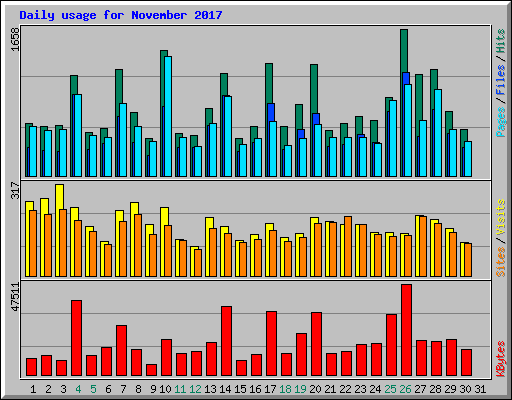 Daily usage for November 2017
1658
Pages / Files / Hits
317
Sites / Visits
47511
KBytes
1 2 3 4 5 6 7 8 9 10 11 12 13 14 15 16 17 18 19 20 21 22 23 24 25 26 27 28 29 30 31